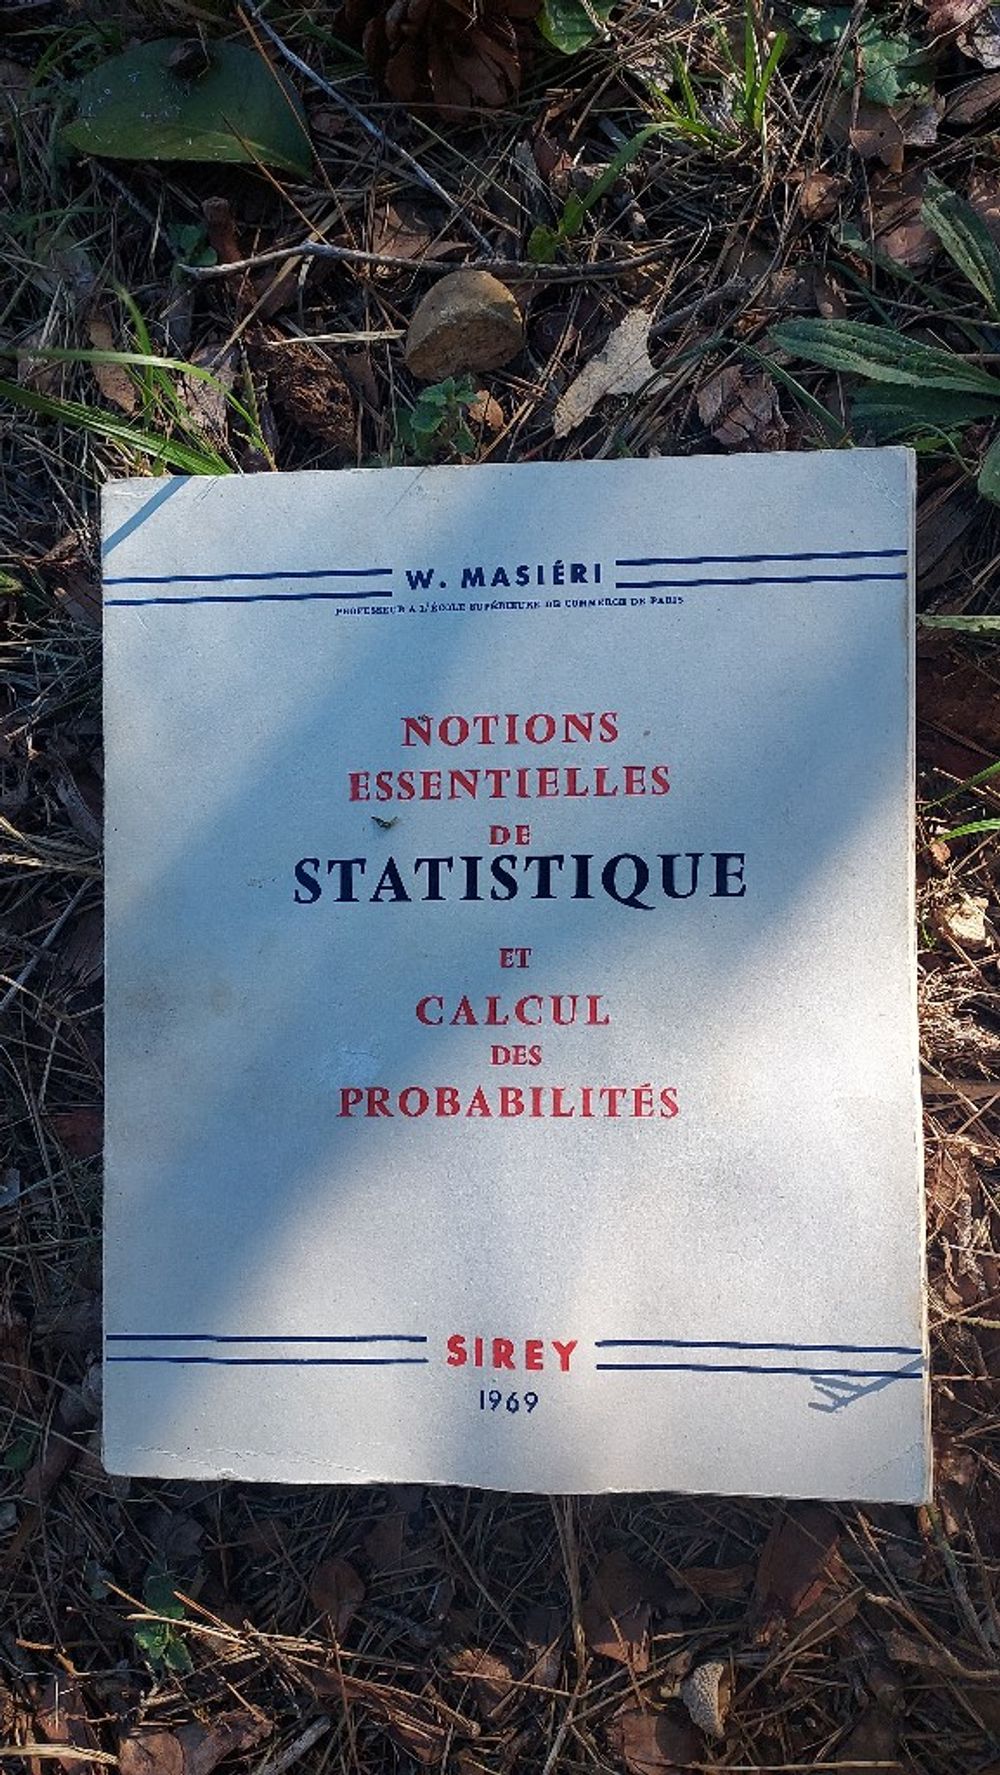 W. MASIÉRI
PROFESSEUR A L'ÉCOLE SUPÉRIEURE DE COMMERCE DE PARIS
NOTIONS
ESSENTIELLES
DE
STATISTIQUE
ET
CALCUL
DES
PROBABILITÉS
SIREY
1969